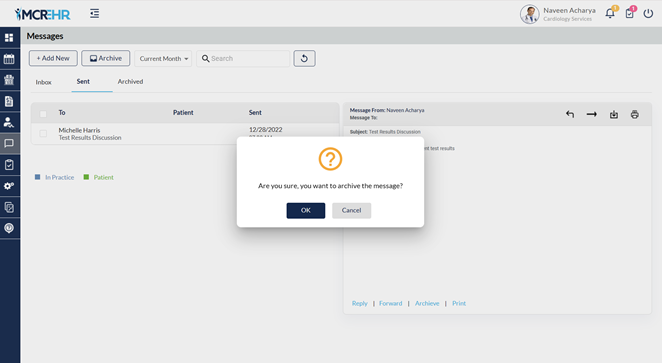 MCREHR
Naveen Acharya
Cardiology Services
Messages
+ Add New
Archive
Current Month
Search
Inbox
Sent
Archived
To Patient Sent
Michelle Harris 12/28/2022
Test Results Discussion
In Practice
Patient
Message From: Naveen Acharya
Message To:
Subject: Test Results Discussion
test results
Are you sure, you want to archive the message?
OK
Cancel
Reply | Forward | Archieve | Print